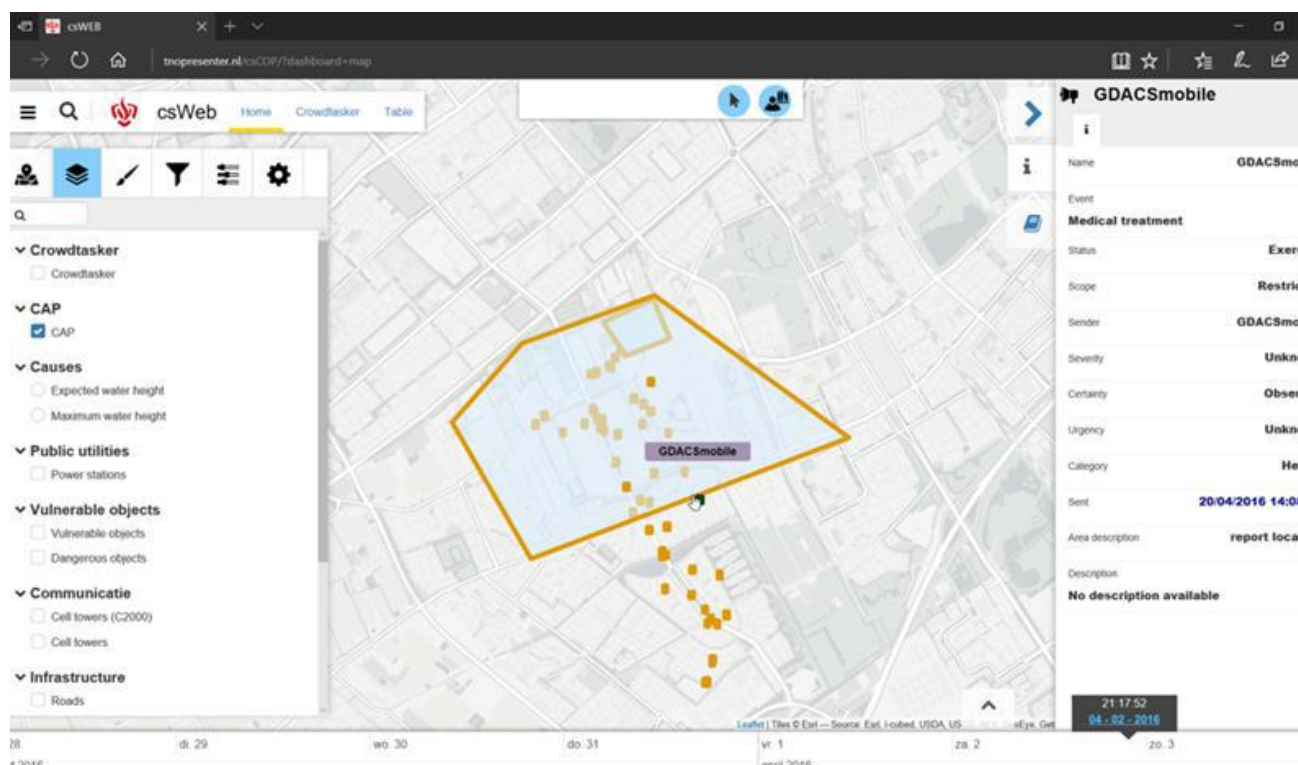 csWEB
tnopresenter.nl/csCOP/?dashboard=map
csWeb Home Crowdtasker Table
Crowdtasker
Crowdtasker
CAP
CAP
Causes
Expected water height
Maximum water height
Public utilities
Power stations
Vulnerable objects
Vulnerable objects
Dangerous objects
Communicatie
Cell towers (C2000)
Cell towers
Infrastructure
Roads
GDACSmobile
Leaflet | Tiles © Esri — Source: Esri, i-cubed, USDA, US
GDACSmobile
i
i
Name GDACSmo
Event
Medical treatment
Status Exer
Scope Restri
Sender GDACSmo
Severity Unkn
Certainty Obser
Urgency Unkn
Category He
Sent 20/04/2016 14:0
Area description report loca
Description
No description available
21:17:52
04 - 02 - 2016
28 di. 29 wo. 30 do. 31 vr. 1 za. 2 zo. 3
april 2016